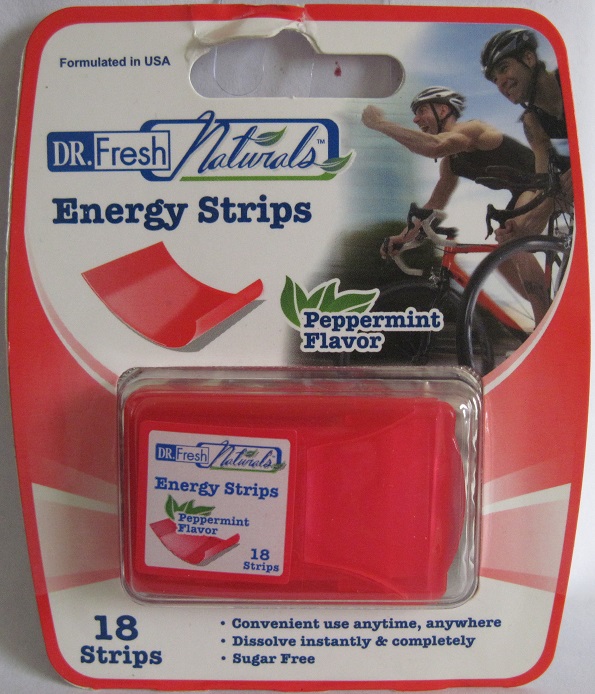 Formulated in USA
DR. Fresh Naturals™
Energy Strips
Peppermint
Flavor
DR. Fresh Naturals
Energy Strips
Peppermint
Flavor
18
Strips
18
Strips
• Convenient use anytime, anywhere
• Dissolve instantly & completely
• Sugar Free